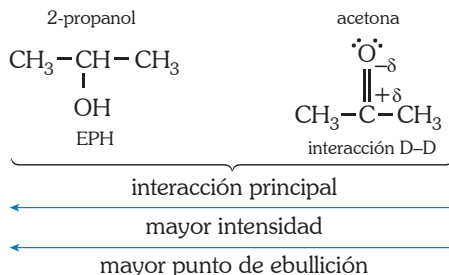 2-propanol
CH₃–CH–CH₃
OH
EPH
acetona
O
–δ
+δ
CH₃–C–CH₃
interacción D–D
interacción principal
mayor intensidad
mayor punto de ebullición